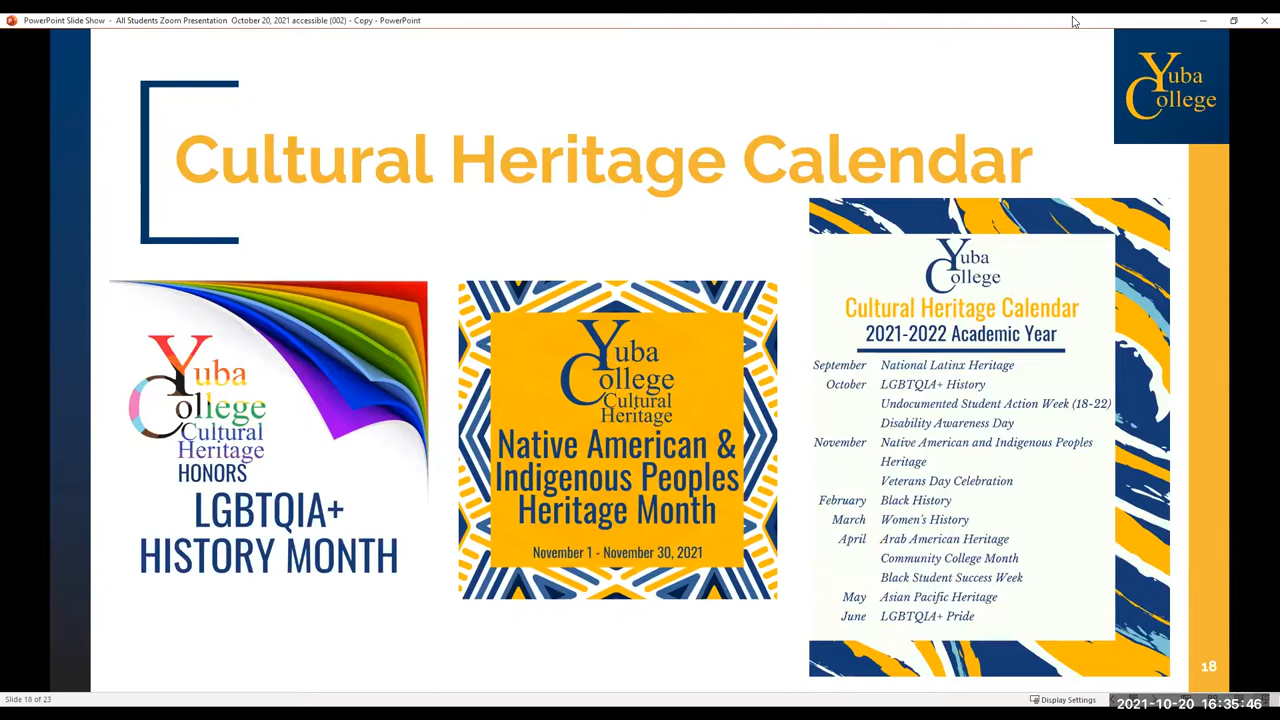 PowerPoint Slide Show - All Students Zoom Presentation October 20, 2021 accessible (002) - Copy - PowerPoint
Yuba
College
Cultural Heritage Calendar
Yuba
College
Cultural
Heritage
HONORS
LGBTQIA+
HISTORY MONTH
Yuba
College
Cultural
Heritage
Native American &
Indigenous Peoples
Heritage Month
November 1 - November 30, 2021
Yuba
College
Cultural Heritage Calendar
2021-2022 Academic Year
September National Latinx Heritage
October LGBTQIA+ History
Undocumented Student Action Week (18-22)
Disability Awareness Day
November Native American and Indigenous Peoples
Heritage
Veterans Day Celebration
February Black History
March Women's History
April Arab American Heritage
Community College Month
Black Student Success Week
May Asian Pacific Heritage
June LGBTQIA+ Pride
18
Slide 18 of 23
Display Settings
2021-10-20 16:35:46